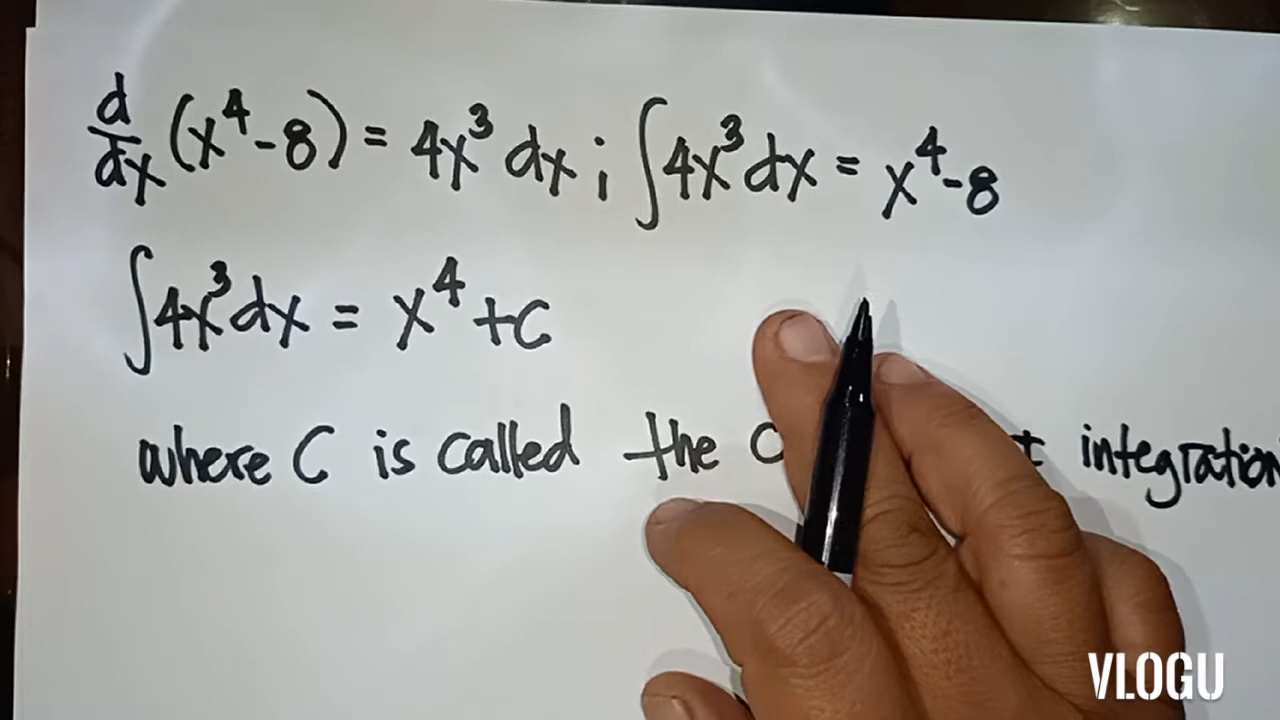 d/dx (x⁴-8) = 4x³ dx ; ∫4x³dx = x⁴-8
∫4x³dx = x⁴+C
where C is called the integration
VLOGU